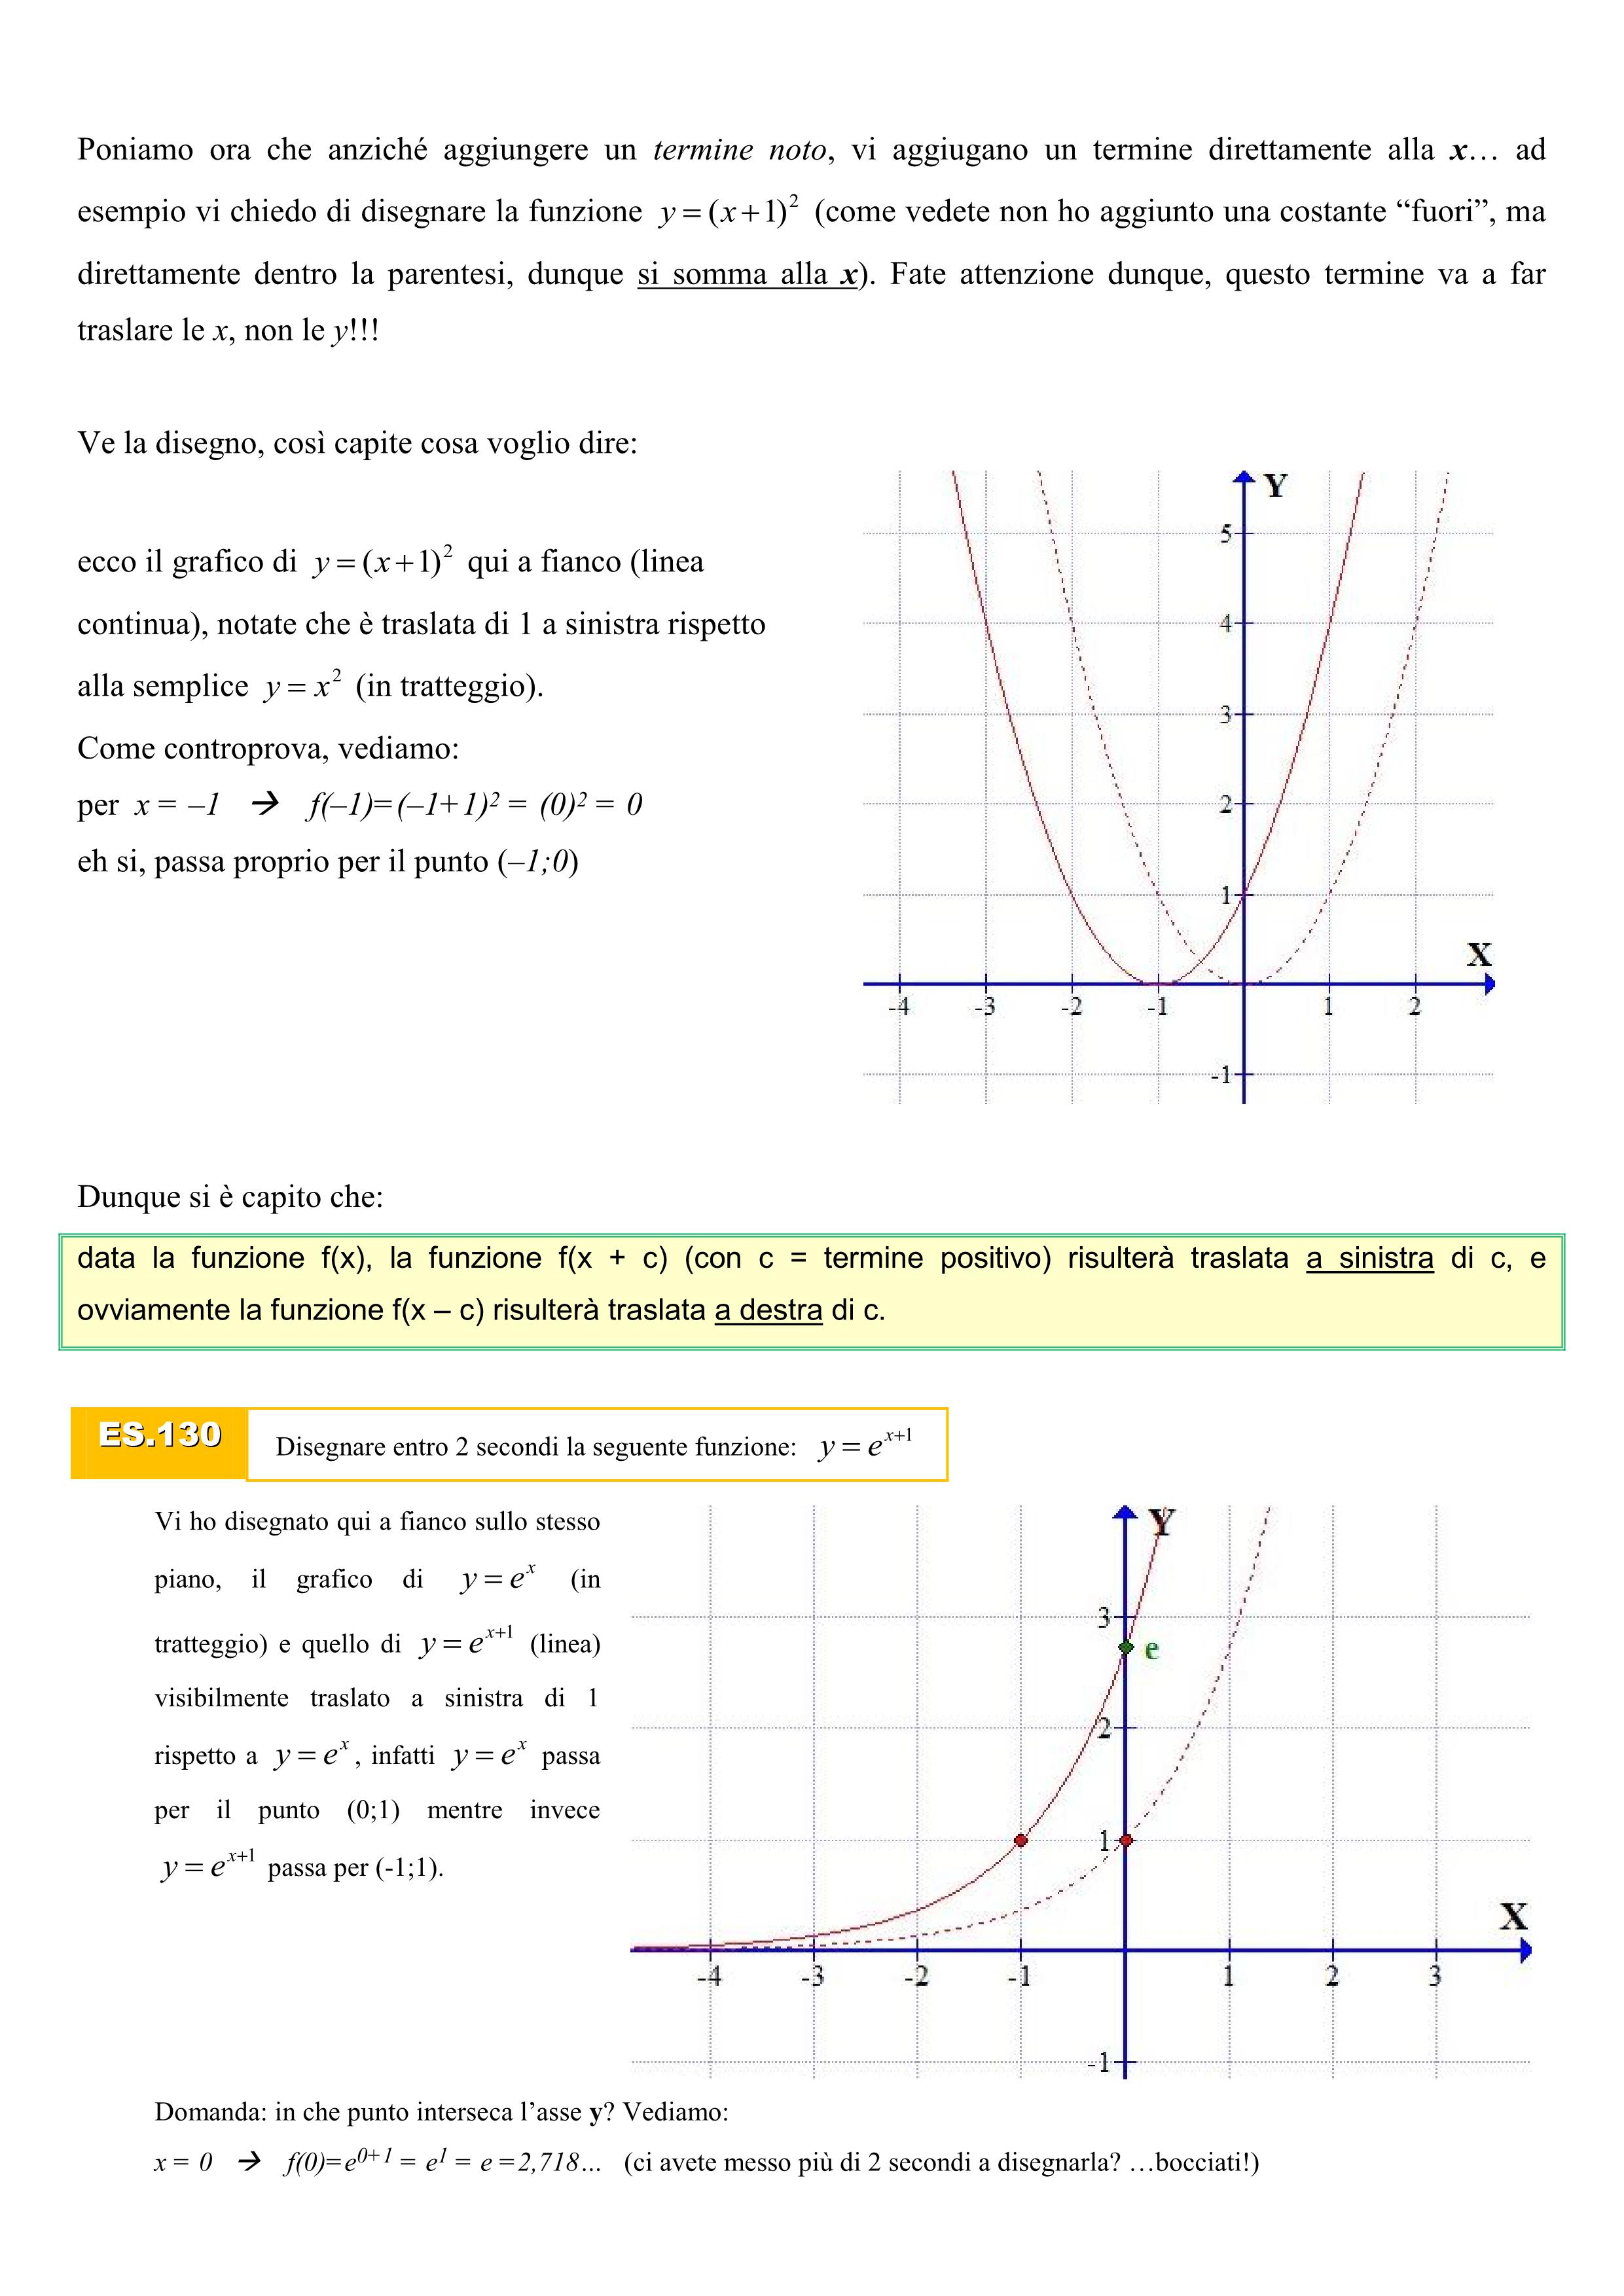 Poniamo ora che anziché aggiungere un termine noto, vi aggiugano un termine direttamente alla x… ad
esempio vi chiedo di disegnare la funzione y = (x+1)² (come vedete non ho aggiunto una costante “fuori”, ma
direttamente dentro la parentesi, dunque si somma alla x). Fate attenzione dunque, questo termine va a far
traslare le x, non le y!!!
Ve la disegno, così capite cosa voglio dire:
ecco il grafico di y = (x+1)² qui a fianco (linea
continua), notate che è traslata di 1 a sinistra rispetto
alla semplice y = x² (in tratteggio).
Come controprova, vediamo:
per x = –1 → f(–1)=(–1+1)² = (0)² = 0
eh si, passa proprio per il punto (–1;0)
Y
5
4
3
2
1
X
-4 -3 -2 -1 1 2
-1
Dunque si è capito che:
data la funzione f(x), la funzione f(x + c) (con c = termine positivo) risulterà traslata a sinistra di c, e
ovviamente la funzione f(x – c) risulterà traslata a destra di c.
ES.130 Disegnare entro 2 secondi la seguente funzione: y = e^{x+1}
Vi ho disegnato qui a fianco sullo stesso
piano, il grafico di y = e^x (in
tratteggio) e quello di y = e^{x+1} (linea)
visibilmente traslato a sinistra di 1
rispetto a y = e^x, infatti y = e^x passa
per il punto (0;1) mentre invece
y = e^{x+1} passa per (-1;1).
Y
3
e
2
1
X
-4 -3 -2 -1 1 2 3
-1
Domanda: in che punto interseca l’asse y? Vediamo:
x = 0 → f(0)=e^{0+1} = e^1 = e =2,718… (ci avete messo più di 2 secondi a disegnarla? …bocciati!)